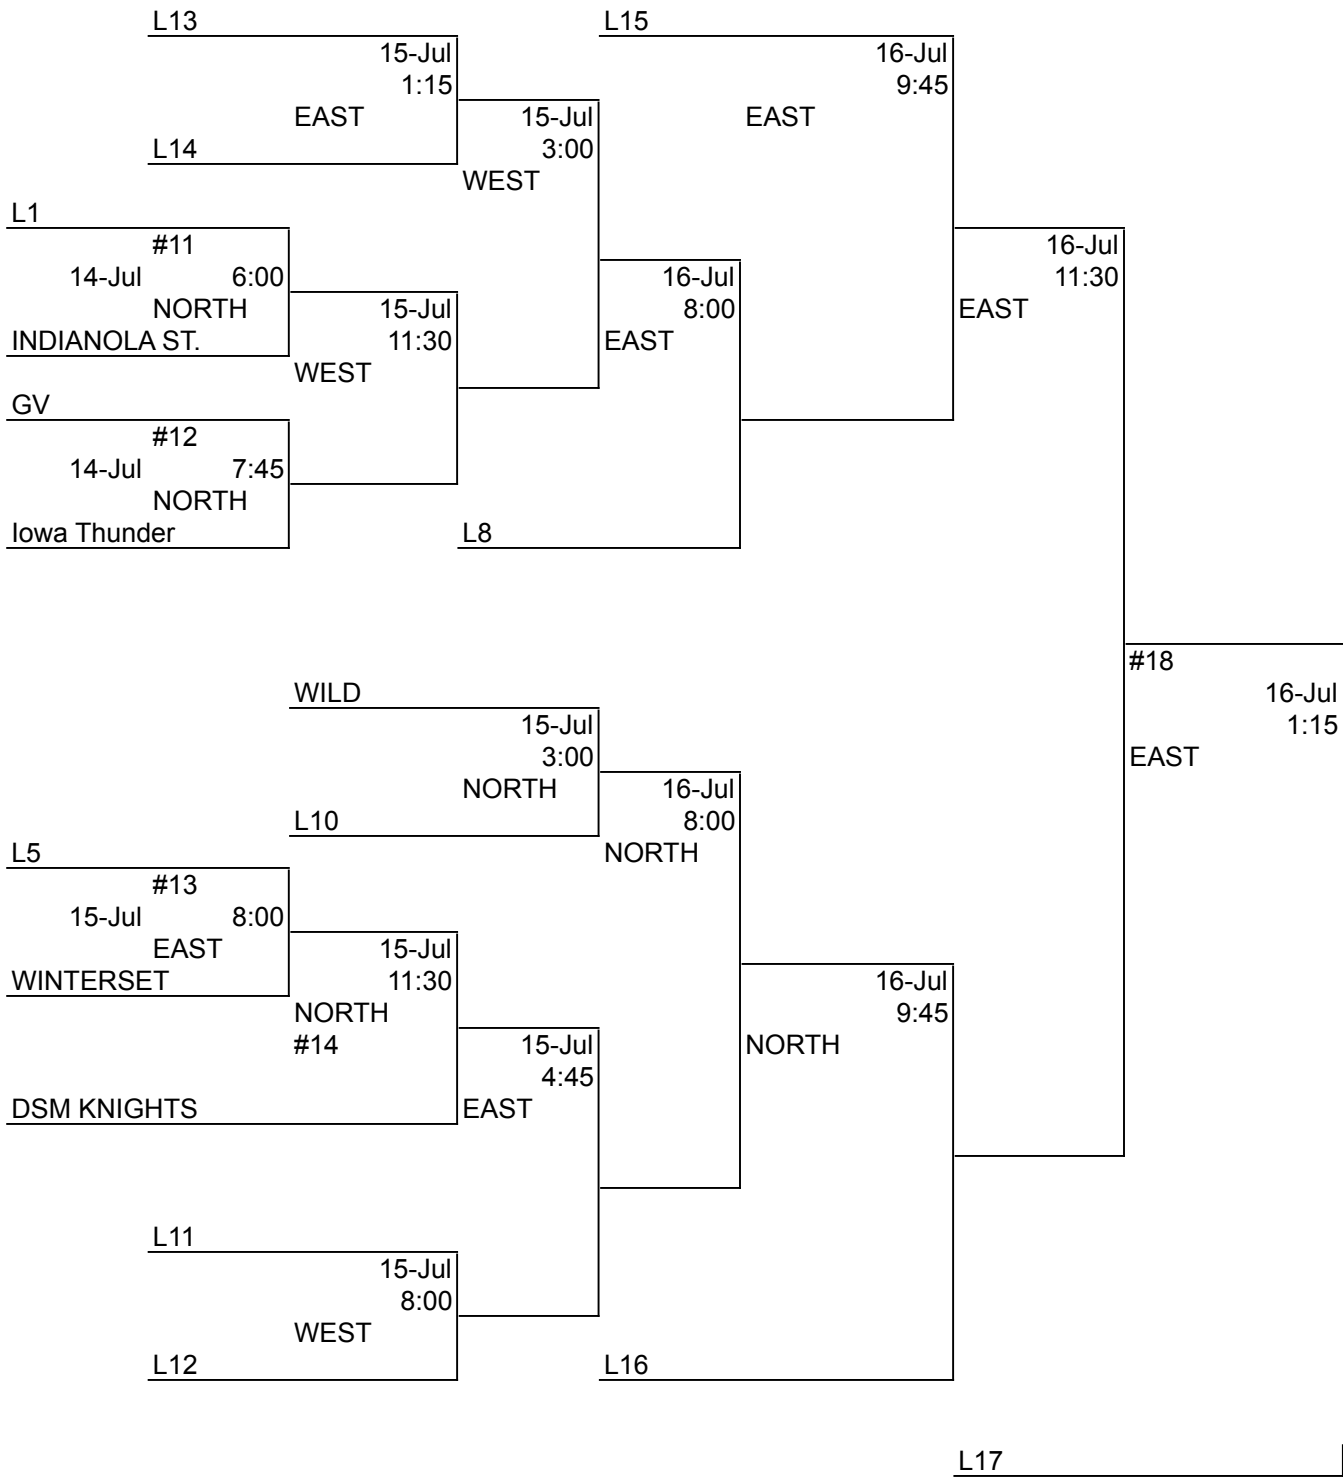 L13 L15
15-Jul 16-Jul
1:15 9:45
EAST 15-Jul EAST
L14 3:00
WEST
L1
#11 16-Jul
14-Jul 6:00 16-Jul 11:30
NORTH 15-Jul 8:00 EAST
INDIANOLA ST. 11:30 EAST
WEST
GV
#12
14-Jul 7:45
NORTH
Iowa Thunder L8
#18
WILD 16-Jul
15-Jul 1:15
3:00 EAST
NORTH 16-Jul
L10 8:00
L5 NORTH
#13
15-Jul 8:00
EAST 15-Jul
WINTERSET 11:30 16-Jul
NORTH 9:45
#14 15-Jul NORTH
4:45
DSM KNIGHTS EAST
L11
15-Jul
8:00
WEST
L12 L16
L17